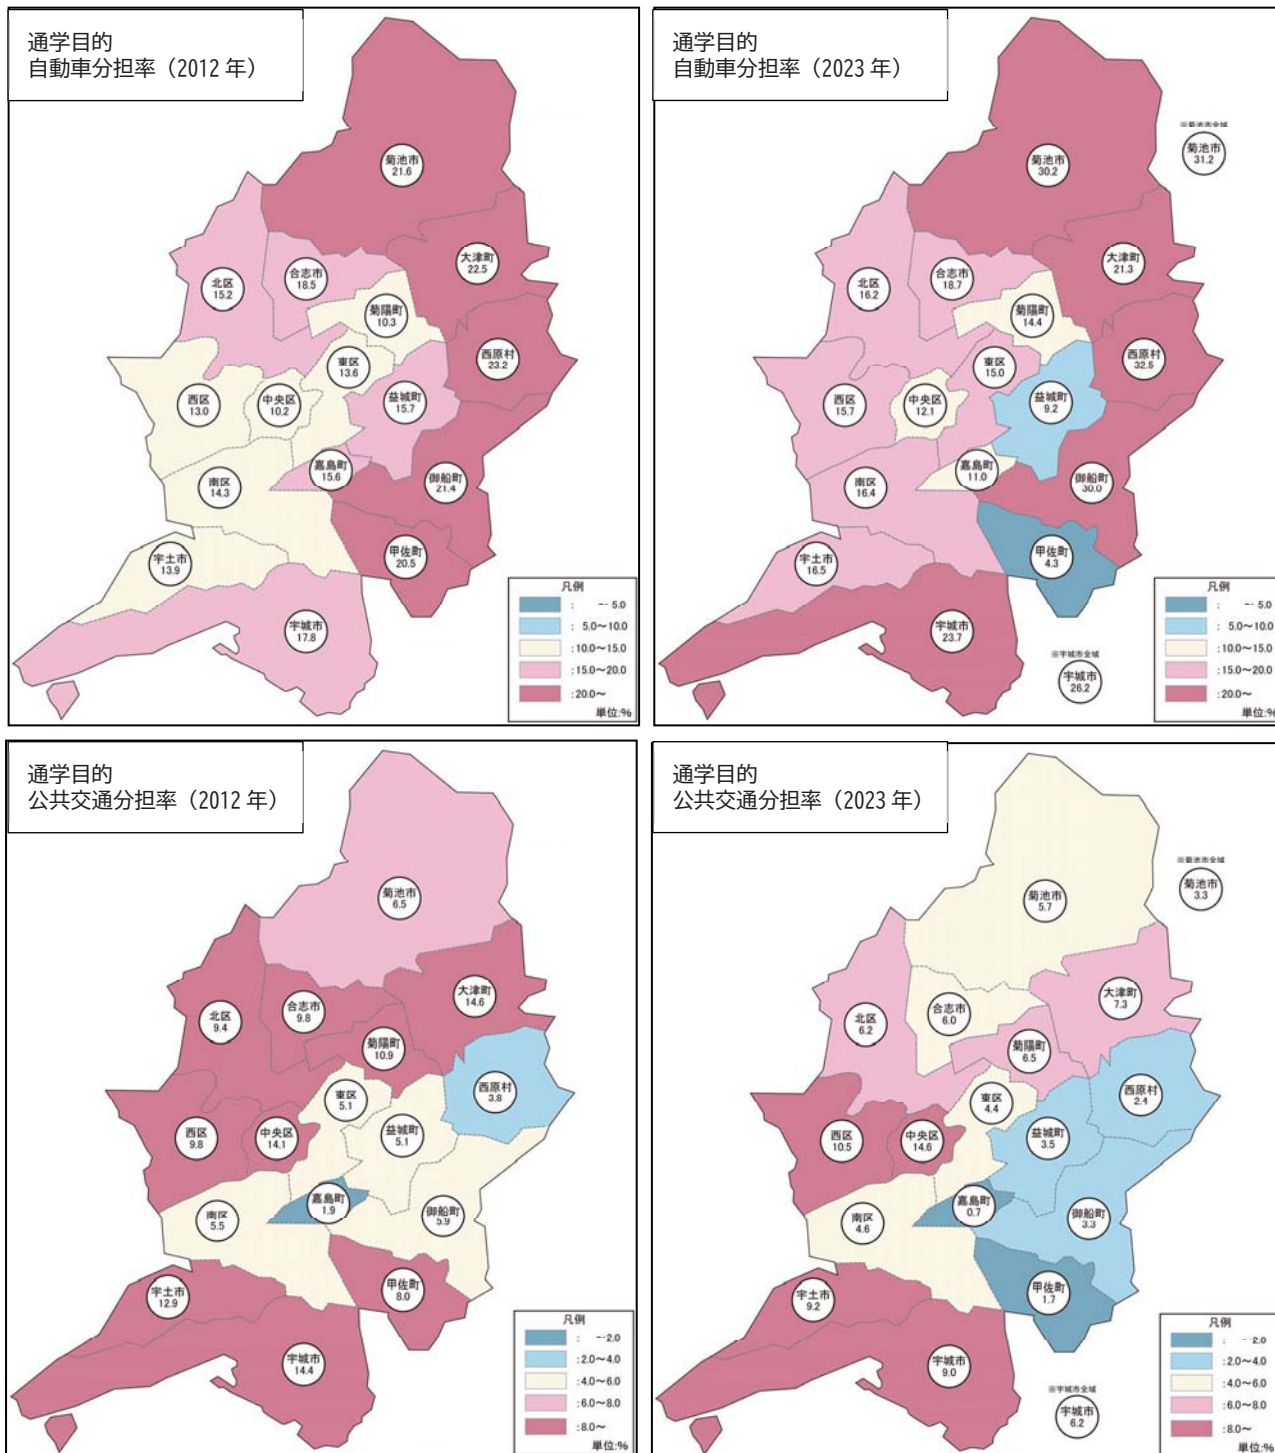 通学目的
自動車分担率（2012 年）
菊池市
21.6
大津町
22.5
合志市
18.5
北区
15.2
菊陽町
10.3
西原村
23.2
東区
13.6
益城町
15.7
西区
13.0
中央区
10.2
嘉島町
15.6
御船町
21.4
南区
14.3
甲佐町
20.5
宇土市
13.9
宇城市
17.8
凡例
: ～ 5.0
: 5.0～10.0
:10.0～15.0
:15.0～20.0
:20.0～
単位:%
通学目的
自動車分担率（2023 年）
※菊池市全域
菊池市
31.2
菊池市
30.2
大津町
21.3
合志市
18.7
北区
16.2
菊陽町
14.4
西原村
32.5
東区
15.0
益城町
9.2
西区
15.7
中央区
12.1
嘉島町
11.0
御船町
30.0
南区
16.4
甲佐町
4.3
宇土市
16.5
宇城市
23.7
※宇城市全域
宇城市
26.2
凡例
: ～ 5.0
: 5.0～10.0
:10.0～15.0
:15.0～20.0
:20.0～
単位:%
通学目的
公共交通分担率（2012 年）
菊池市
6.5
大津町
14.6
合志市
9.8
北区
9.4
菊陽町
10.9
西原村
3.8
東区
5.1
益城町
5.1
西区
9.8
中央区
14.1
嘉島町
1.9
御船町
5.9
南区
5.5
甲佐町
8.0
宇土市
12.9
宇城市
14.4
凡例
: ～2.0
:2.0～4.0
:4.0～6.0
:6.0～8.0
:8.0～
単位:%
通学目的
公共交通分担率（2023 年）
※菊池市全域
菊池市
3.3
菊池市
5.7
大津町
7.3
合志市
6.0
北区
6.2
菊陽町
6.5
西原村
2.4
東区
4.4
益城町
3.5
西区
10.5
中央区
14.6
嘉島町
0.7
御船町
3.3
南区
4.6
甲佐町
1.7
宇土市
9.2
宇城市
9.0
※宇城市全域
宇城市
6.2
凡例
: ～2.0
:2.0～4.0
:4.0～6.0
:6.0～8.0
:8.0～
単位:%